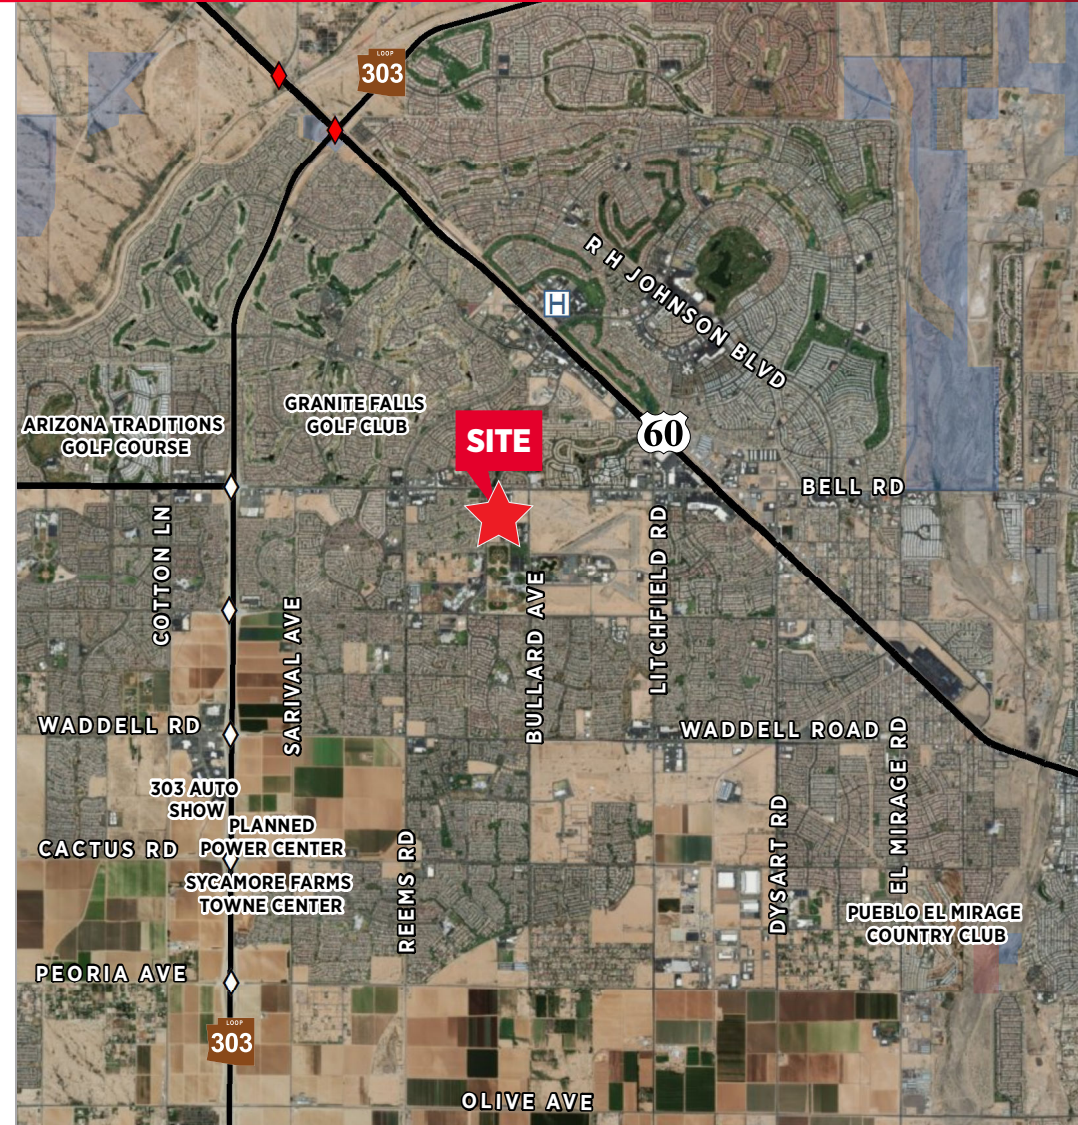 LOOP
303
R H JOHNSON BLVD
H
ARIZONA TRADITIONS
GOLF COURSE
GRANITE FALLS
GOLF CLUB
SITE
60
BELL RD
COTTON LN
SARIVAL AVE
BULLARD AVE
LITCHFIELD RD
WADDELL RD
WADDELL ROAD
EL MIRAGE RD
303 AUTO
SHOW
PLANNED
POWER CENTER
CACTUS RD
REEMS RD
DYSART RD
SYCAMORE FARMS
TOWNE CENTER
PUEBLO EL MIRAGE
COUNTRY CLUB
PEORIA AVE
LOOP
303
OLIVE AVE